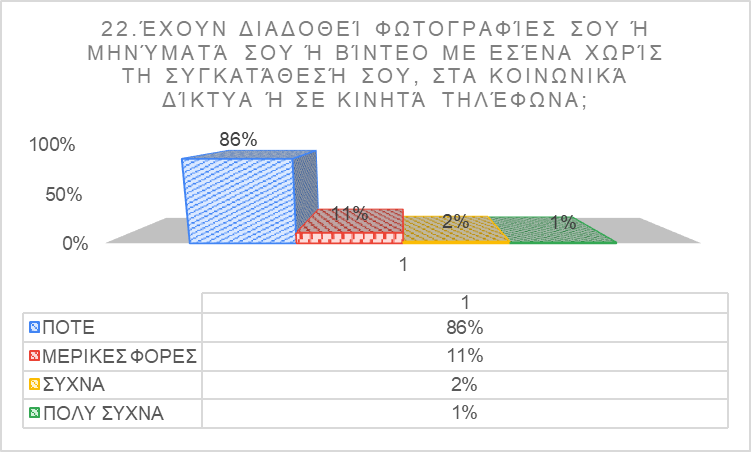 22.ΈΧΟΥΝ ΔΙΑΔΟΘΕΊ ΦΩΤΟΓΡΑΦΊΕΣ ΣΟΥ Ή
ΜΗΝΎΜΑΤΆ ΣΟΥ Ή ΒΊΝΤΕΟ ΜΕ ΕΣΈΝΑ ΧΩΡΊΣ
ΤΗ ΣΥΓΚΑΤΆΘΕΣΉ ΣΟΥ, ΣΤΑ ΚΟΙΝΩΝΙΚΆ
ΔΊΚΤΥΑ Ή ΣΕ ΚΙΝΗΤΆ ΤΗΛΈΦΩΝΑ;
100%
50%
0%
86%
11%
2%
1%
1
1
ΠΟΤΕ 86%
ΜΕΡΙΚΕΣ ΦΟΡΕΣ 11%
ΣΥΧΝΑ 2%
ΠΟΛΥ ΣΥΧΝΑ 1%